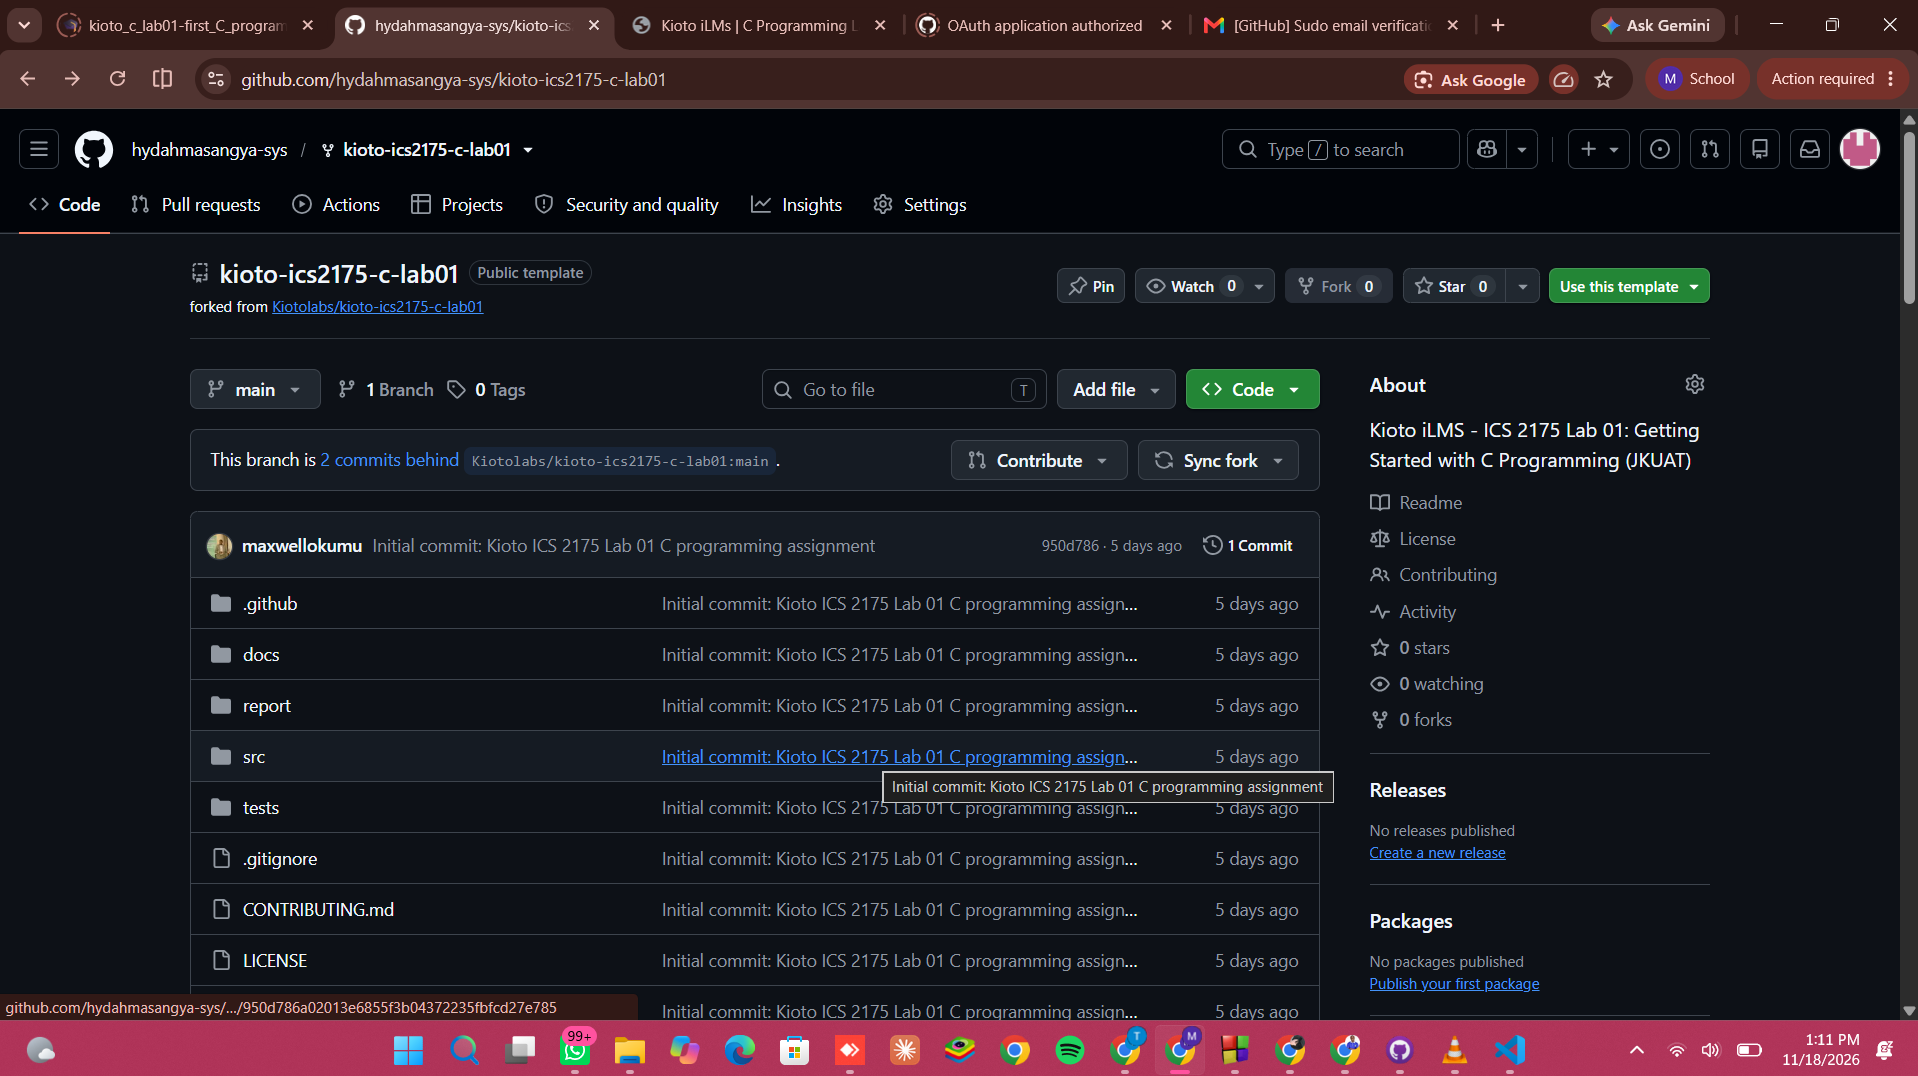 kioto_c_lab01-first_C_program
hydahmasangya-sys/kioto-ics
Kioto iLMs | C Programming L
OAuth application authorized
[GitHub] Sudo email verificati
Ask Gemini
github.com/hydahmasangya-sys/kioto-ics2175-c-lab01
Ask Google
M School
Action required
hydahmasangya-sys / kioto-ics2175-c-lab01
Type / to search
Code
Pull requests
Actions
Projects
Security and quality
Insights
Settings
kioto-ics2175-c-lab01 Public template
forked from Kiotolabs/kioto-ics2175-c-lab01
Pin
Watch 0
Fork 0
Star 0
Use this template
main
1 Branch
0 Tags
Go to file T
Add file
Code
This branch is 2 commits behind Kiotolabs/kioto-ics2175-c-lab01:main .
Contribute
Sync fork
maxwellokumu Initial commit: Kioto ICS 2175 Lab 01 C programming assignment 950d786 · 5 days ago 1 Commit
.github Initial commit: Kioto ICS 2175 Lab 01 C programming assign... 5 days ago
docs Initial commit: Kioto ICS 2175 Lab 01 C programming assign... 5 days ago
report Initial commit: Kioto ICS 2175 Lab 01 C programming assign... 5 days ago
src Initial commit: Kioto ICS 2175 Lab 01 C programming assign... 5 days ago
Initial commit: Kioto ICS 2175 Lab 01 C programming assignment
tests Initial commit: Kioto ICS 2175 Lab 01 C programming assign... 5 days ago
.gitignore Initial commit: Kioto ICS 2175 Lab 01 C programming assign... 5 days ago
CONTRIBUTING.md Initial commit: Kioto ICS 2175 Lab 01 C programming assign... 5 days ago
LICENSE Initial commit: Kioto ICS 2175 Lab 01 C programming assign... 5 days ago
Initial commit: Kioto ICS 2175 Lab 01 C programming assign... 5 days ago
About
Kioto iLMS - ICS 2175 Lab 01: Getting
Started with C Programming (JKUAT)
Readme
License
Contributing
Activity
0 stars
0 watching
0 forks
Releases
No releases published
Create a new release
Packages
No packages published
Publish your first package
github.com/hydahmasangya-sys/.../950d786a02013e6855f3b04372235fbfcd27e785
99+
T
M
1:11 PM
11/18/2026